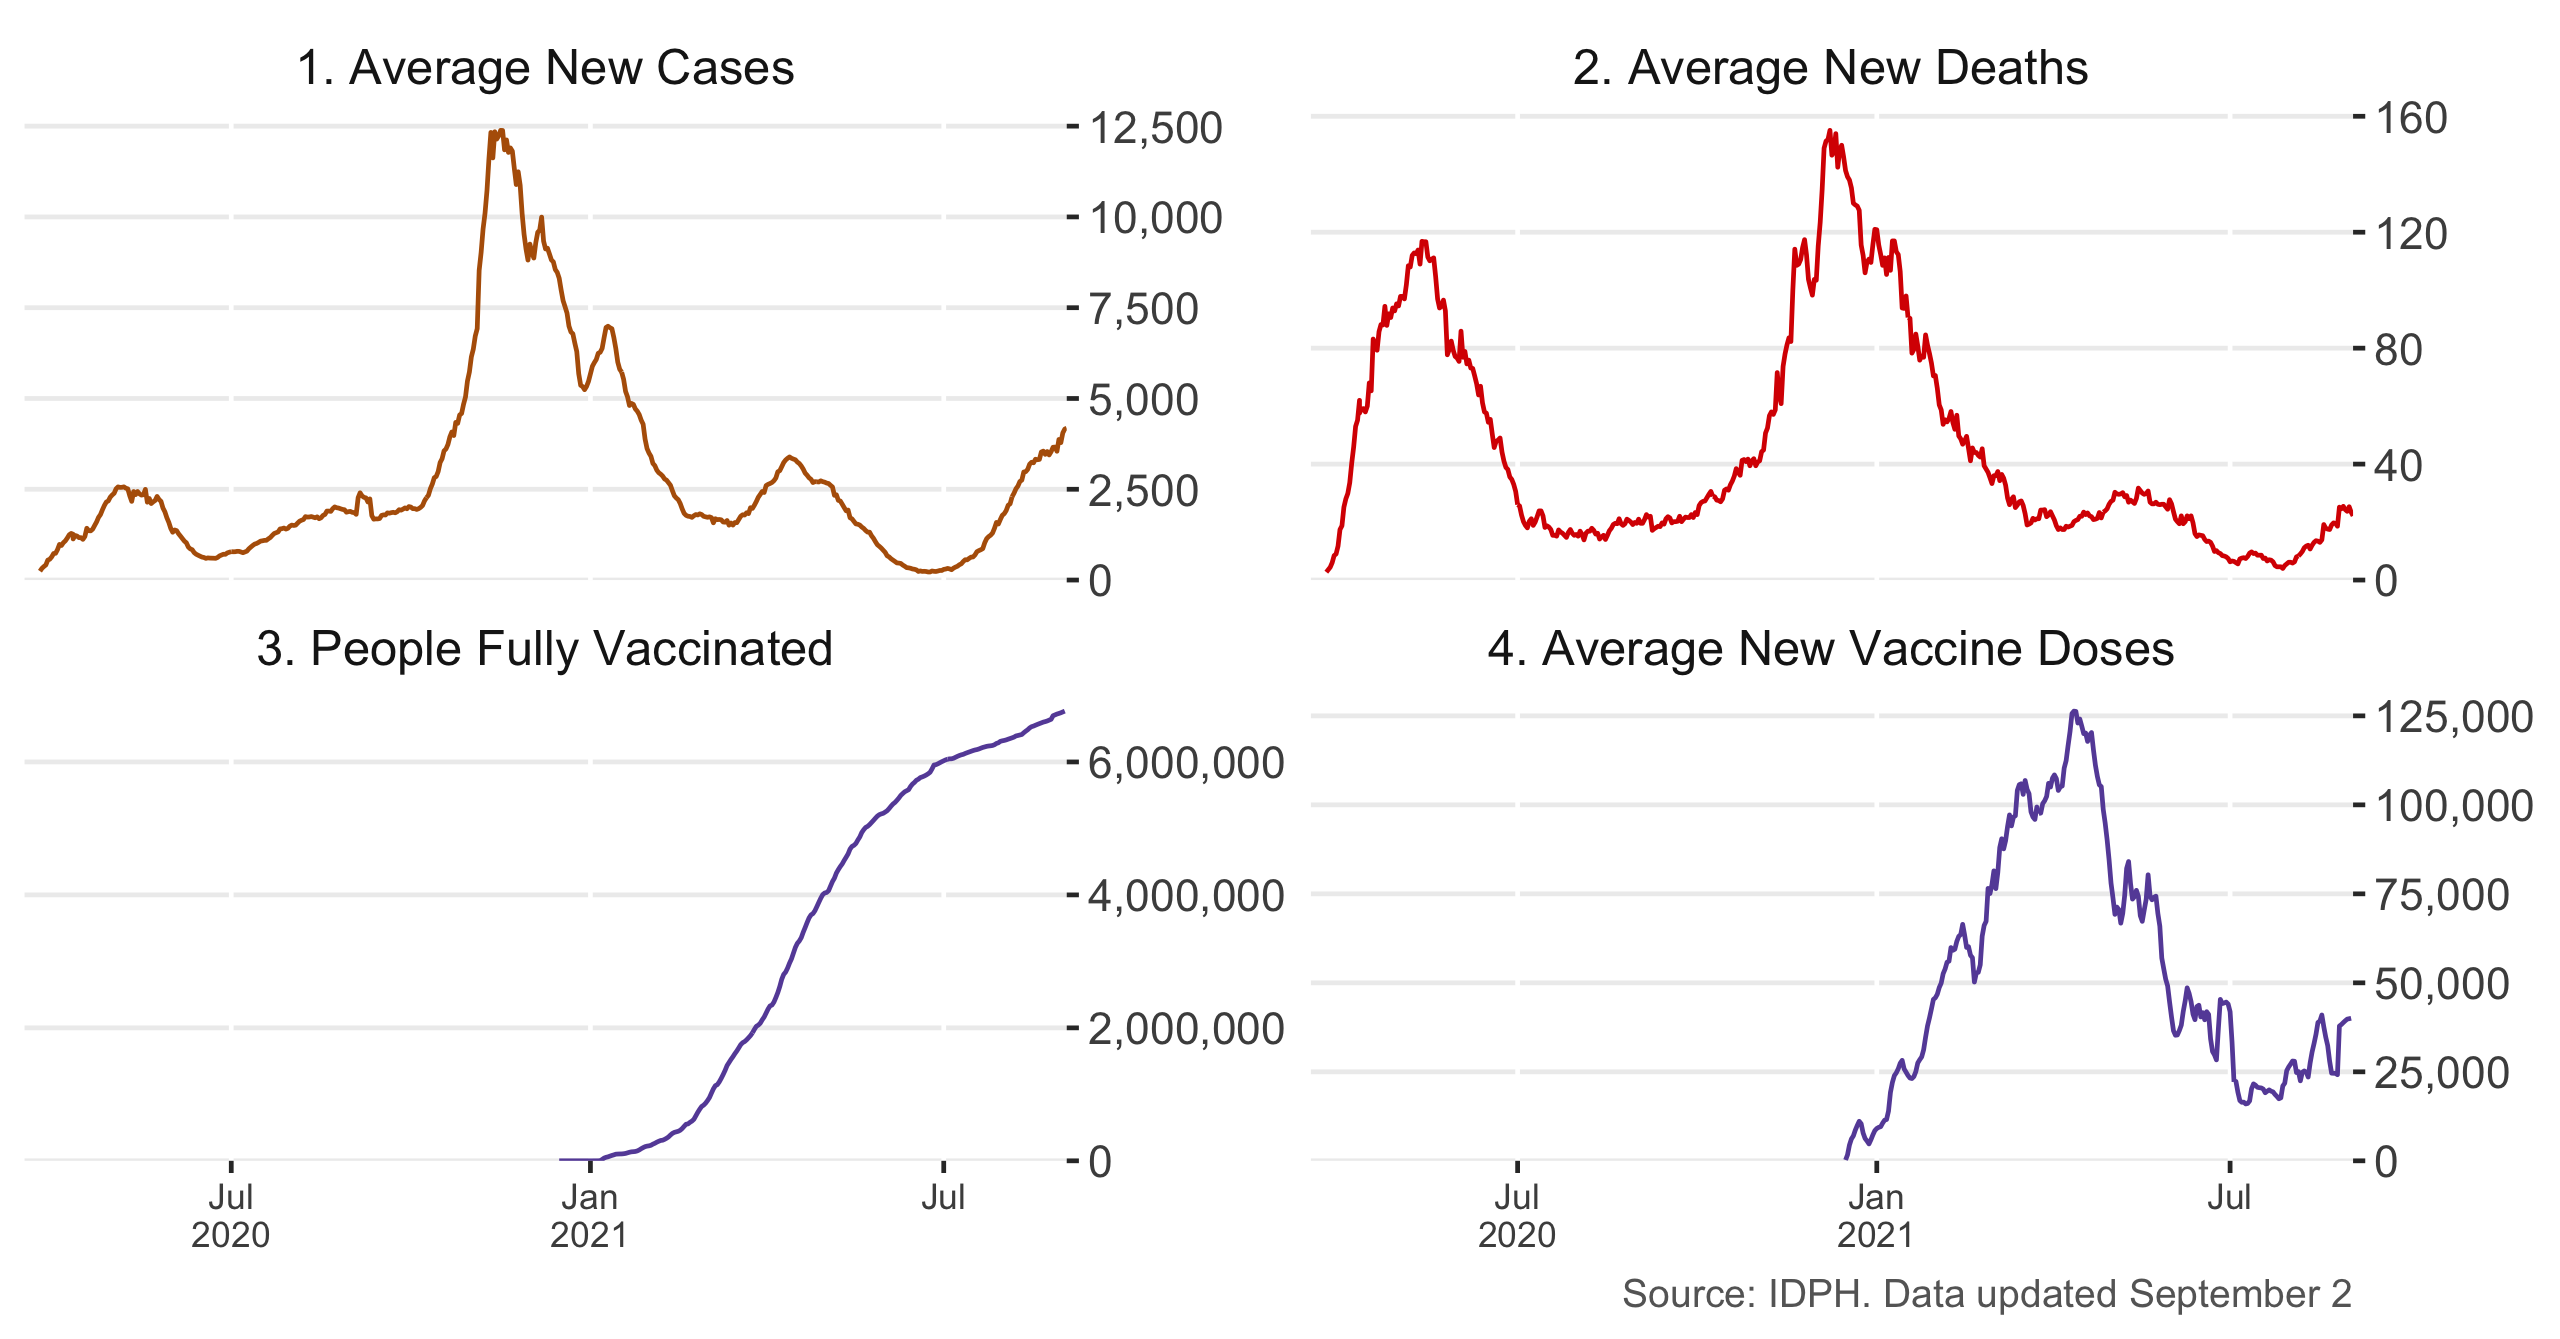 1. Average New Cases
12,500
10,000
7,500
5,000
2,500
0
2. Average New Deaths
160
120
80
40
0
3. People Fully Vaccinated
6,000,000
4,000,000
2,000,000
0
Jul
2020
Jan
2021
Jul
4. Average New Vaccine Doses
125,000
100,000
75,000
50,000
25,000
0
Jul
2020
Jan
2021
Jul
Source: IDPH. Data updated September 2